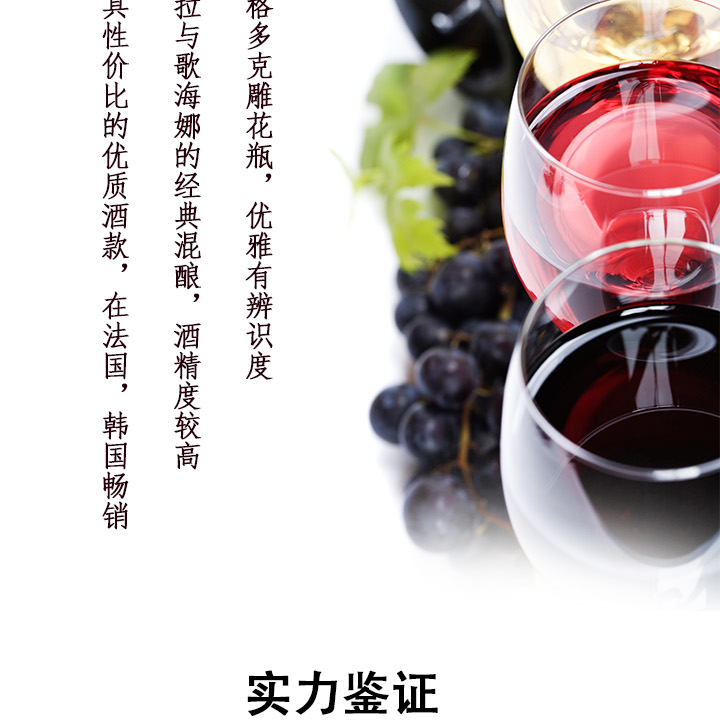 格多克雕花瓶，优雅有辨识度
拉与歌海娜的经典混酿，酒精度较高
具性价比的优质酒款，在法国，韩国畅销
实力鉴证